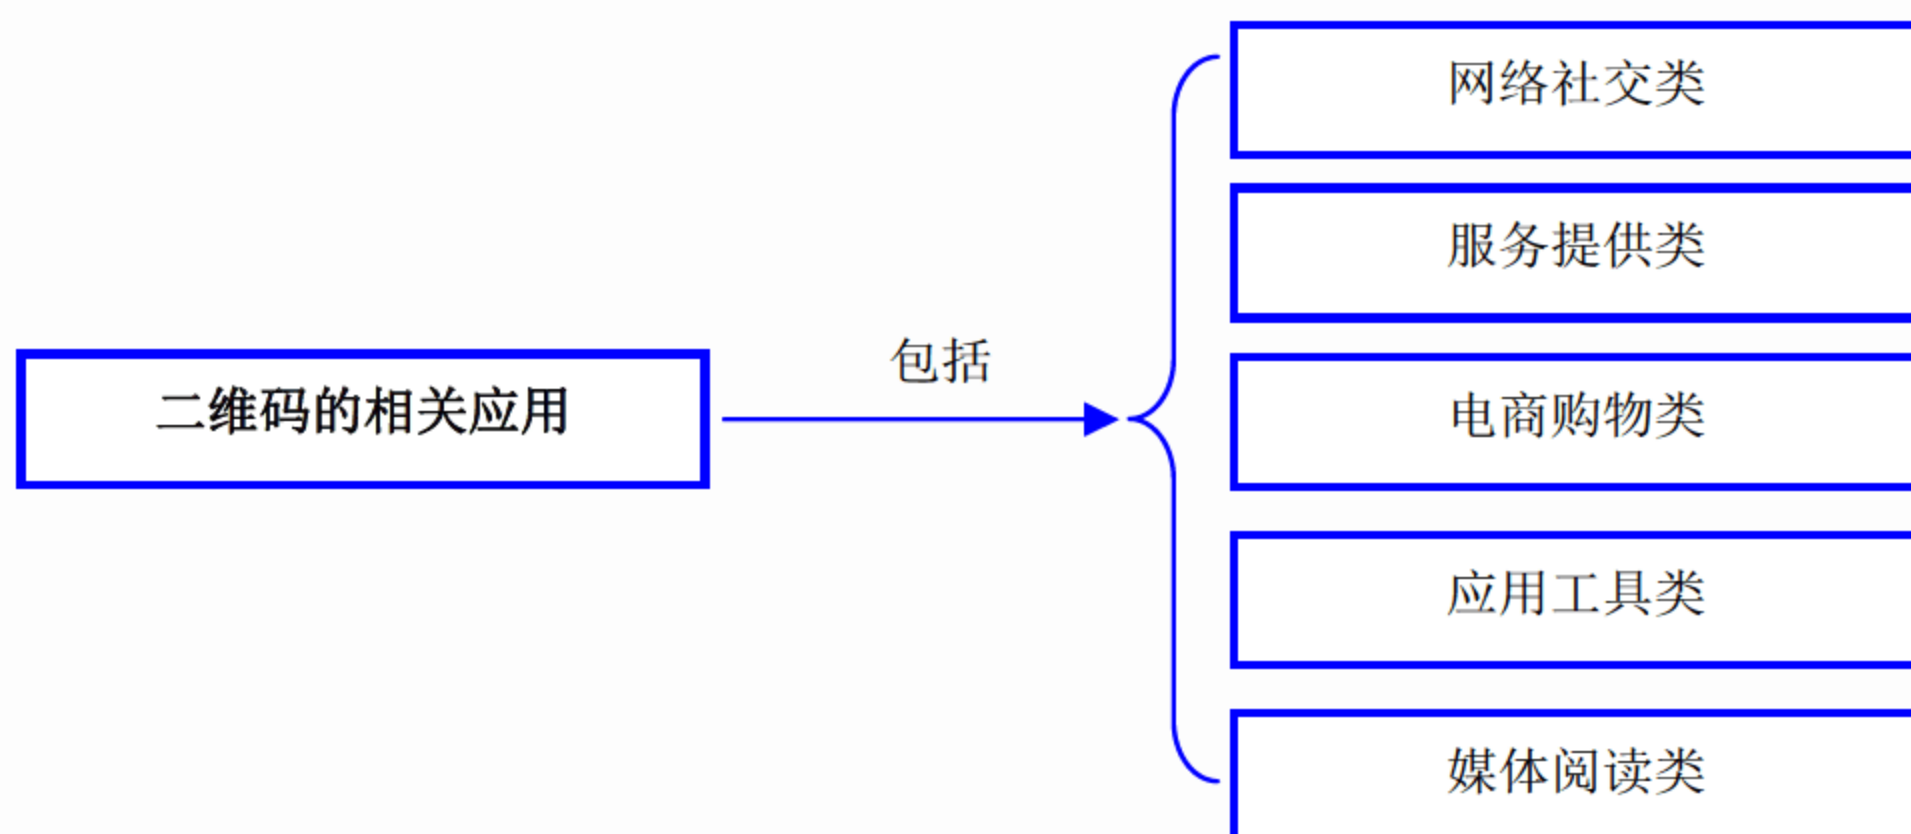 网络社交类
服务提供类
包括
二维码的相关应用
电商购物类
应用工具类
媒体阅读类